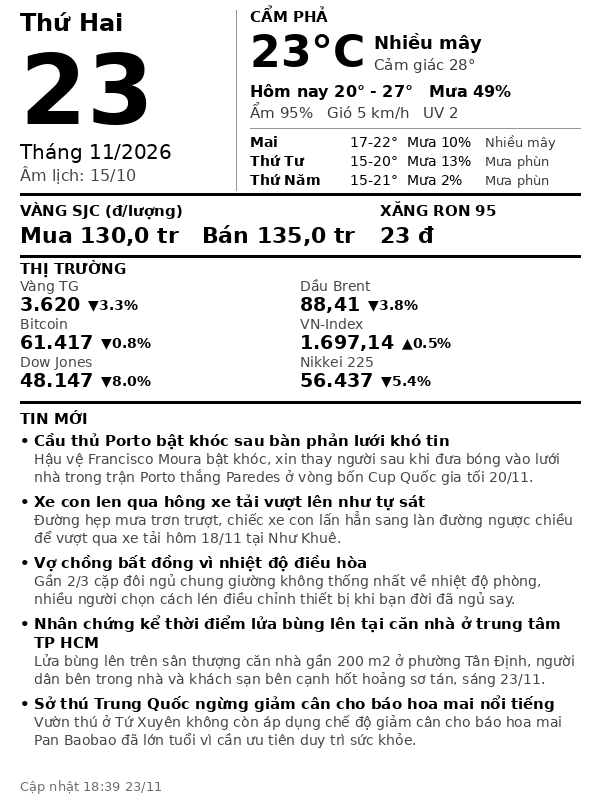 Thứ Hai
23
Tháng 11/2026
Âm lịch: 15/10
CẨM PHẢ
23°C Nhiều mây
Cảm giác 28°
Hôm nay 20° - 27° Mưa 49%
Ẩm 95% Gió 5 km/h UV 2
Mai 17-22° Mưa 10% Nhiều mây
Thứ Tư 15-20° Mưa 13% Mưa phùn
Thứ Năm 15-21° Mưa 2% Mưa phùn
VÀNG SJC (đ/lượng)
Mua 130,0 tr Bán 135,0 tr
XĂNG RON 95
23 đ
THỊ TRƯỜNG
Vàng TG
3.620 ▼3.3%
Dầu Brent
88,41 ▼3.8%
Bitcoin
61.417 ▼0.8%
VN-Index
1.697,14 ▲0.5%
Dow Jones
48.147 ▼8.0%
Nikkei 225
56.437 ▼5.4%
TIN MỚI
• Cầu thủ Porto bật khóc sau bàn phản lưới khó tin
Hậu vệ Francisco Moura bật khóc, xin thay người sau khi đưa bóng vào lưới
nhà trong trận Porto thắng Paredes ở vòng bốn Cup Quốc gia tối 20/11.
• Xe con len qua hông xe tải vượt lên như tự sát
Đường hẹp mưa trơn trượt, chiếc xe con lấn hẳn sang làn đường ngược chiều
để vượt qua xe tải hôm 18/11 tại Như Khuê.
• Vợ chồng bất đồng vì nhiệt độ điều hòa
Gần 2/3 cặp đôi ngủ chung giường không thống nhất về nhiệt độ phòng,
nhiều người chọn cách lén điều chỉnh thiết bị khi bạn đời đã ngủ say.
• Nhân chứng kể thời điểm lửa bùng lên tại căn nhà ở trung tâm
TP HCM
Lửa bùng lên trên sân thượng căn nhà gần 200 m2 ở phường Tân Định, người
dân bên trong nhà và khách sạn bên cạnh hốt hoảng sơ tán, sáng 23/11.
• Sở thú Trung Quốc ngừng giảm cân cho báo hoa mai nổi tiếng
Vườn thú ở Tứ Xuyên không còn áp dụng chế độ giảm cân cho báo hoa mai
Pan Baobao đã lớn tuổi vì cần ưu tiên duy trì sức khỏe.
Cập nhật 18:39 23/11